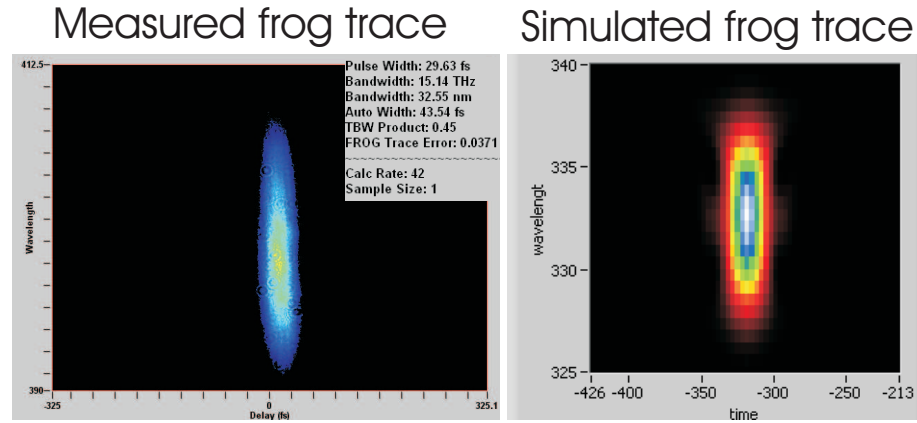 Measured frog trace
Simulated frog trace
412.5
Pulse Width: 29.63 fs
Bandwidth: 15.14 THz
Bandwidth: 32.55 nm
Auto Width: 43.54 fs
TBW Product: 0.45
FROG Trace Error: 0.0371
~~~~~~~~~~~~~~~~~~~~~~~~
Calc Rate: 42
Sample Size: 1
Wavelength
390
-325
0
325.1
Delay (fs)
340
335
330
325
wavelengt
-426
-400
-350
-300
-250
-213
time